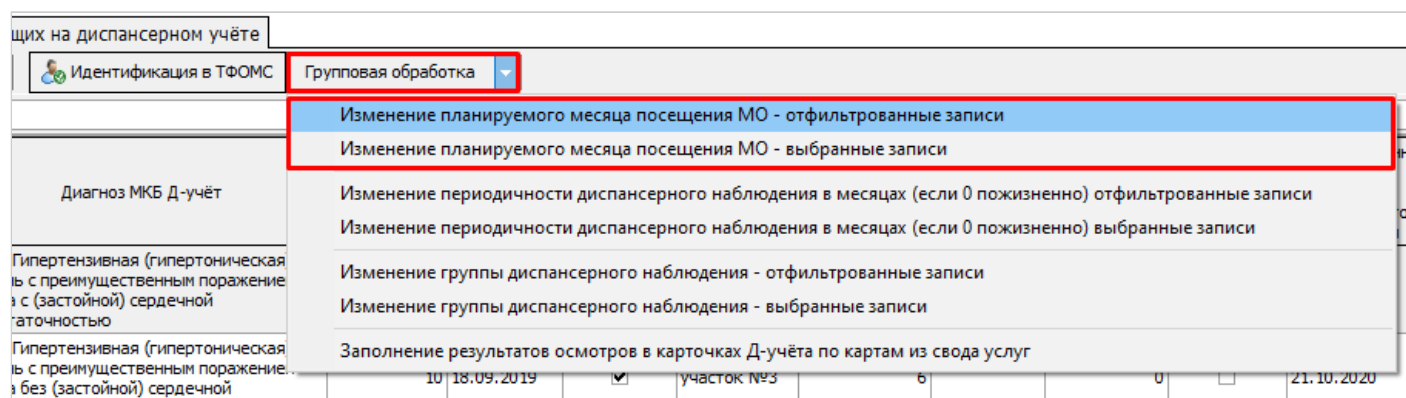 щих на диспансерном учёте
Идентификация в ТФОМС Групповая обработка
Изменение планируемого месяца посещения МО - отфильтрованные записи
Изменение планируемого месяца посещения МО - выбранные записи
Диагноз МКБ Д-учёт
Изменение периодичности диспансерного наблюдения в месяцах (если 0 пожизненно) отфильтрованные записи
Изменение периодичности диспансерного наблюдения в месяцах (если 0 пожизненно) выбранные записи
Изменение группы диспансерного наблюдения - отфильтрованные записи
Изменение группы диспансерного наблюдения - выбранные записи
Заполнение результатов осмотров в карточках Д-учёта по картам из свода услуг
Гипертензивная (гипертоническая)
ь с преимущественным поражение
с (застойной) сердечной
таточностью
Гипертензивная (гипертоническая
ь с преимущественным поражением
без (застойной) сердечной
10 18.09.2019 участок №3 6 0 21.10.2020